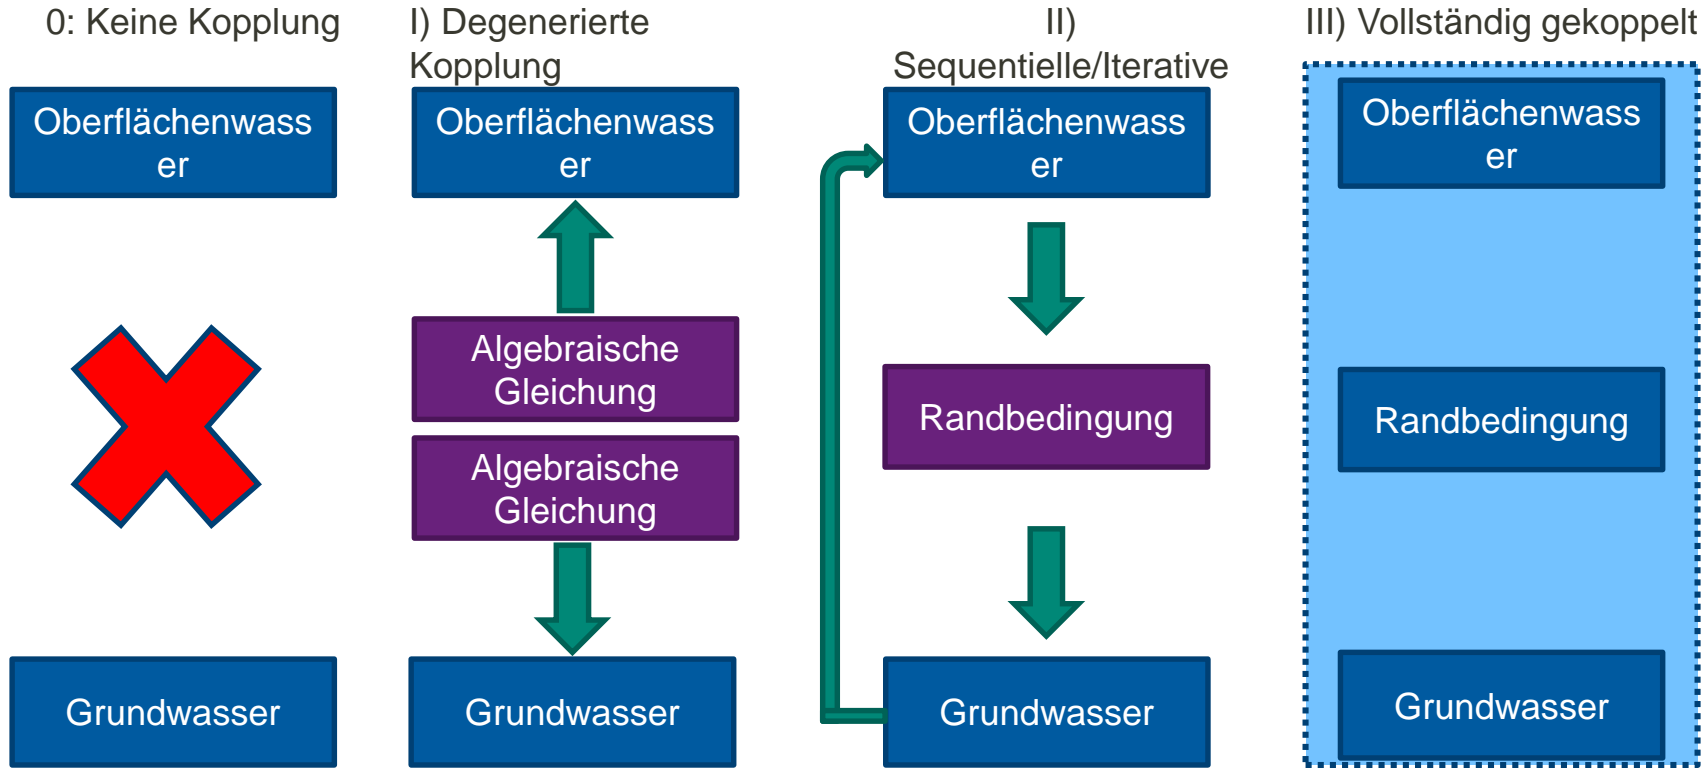 0: Keine Kopplung
Oberflächenwass
er
Grundwasser
I) Degenerierte
Kopplung
Oberflächenwass
er
Algebraische
Gleichung
Algebraische
Gleichung
Grundwasser
II)
Sequentielle/Iterative
Oberflächenwass
er
Randbedingung
Grundwasser
III) Vollständig gekoppelt
Oberflächenwass
er
Randbedingung
Grundwasser